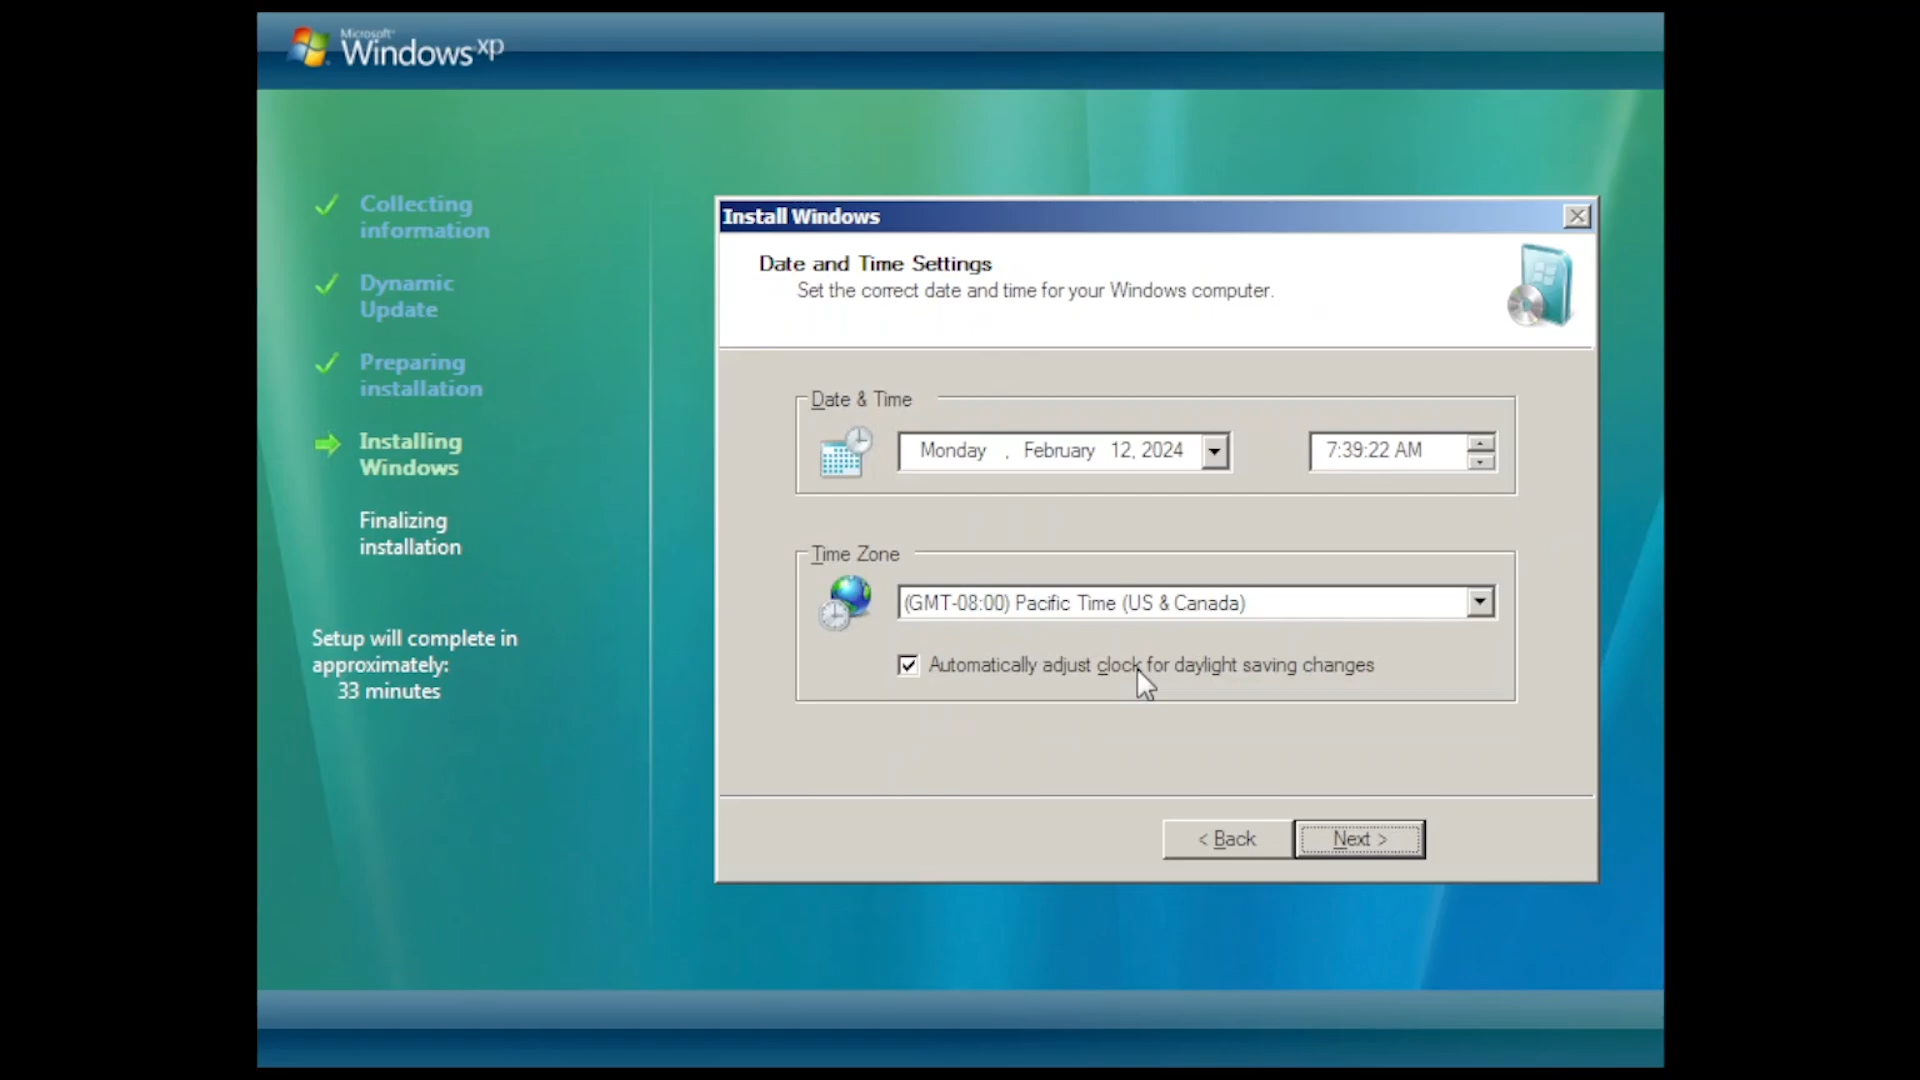 Microsoft
Windows xp
Collecting
information
Dynamic
Update
Preparing
installation
Installing
Windows
Finalizing
installation
Setup will complete in
approximately:
33 minutes
Install Windows
Date and Time Settings
Set the correct date and time for your Windows computer.
Date & Time
Monday , February 12, 2024
7:39:22 AM
Time Zone
(GMT-08:00) Pacific Time (US & Canada)
Automatically adjust clock for daylight saving changes
< Back
Next >